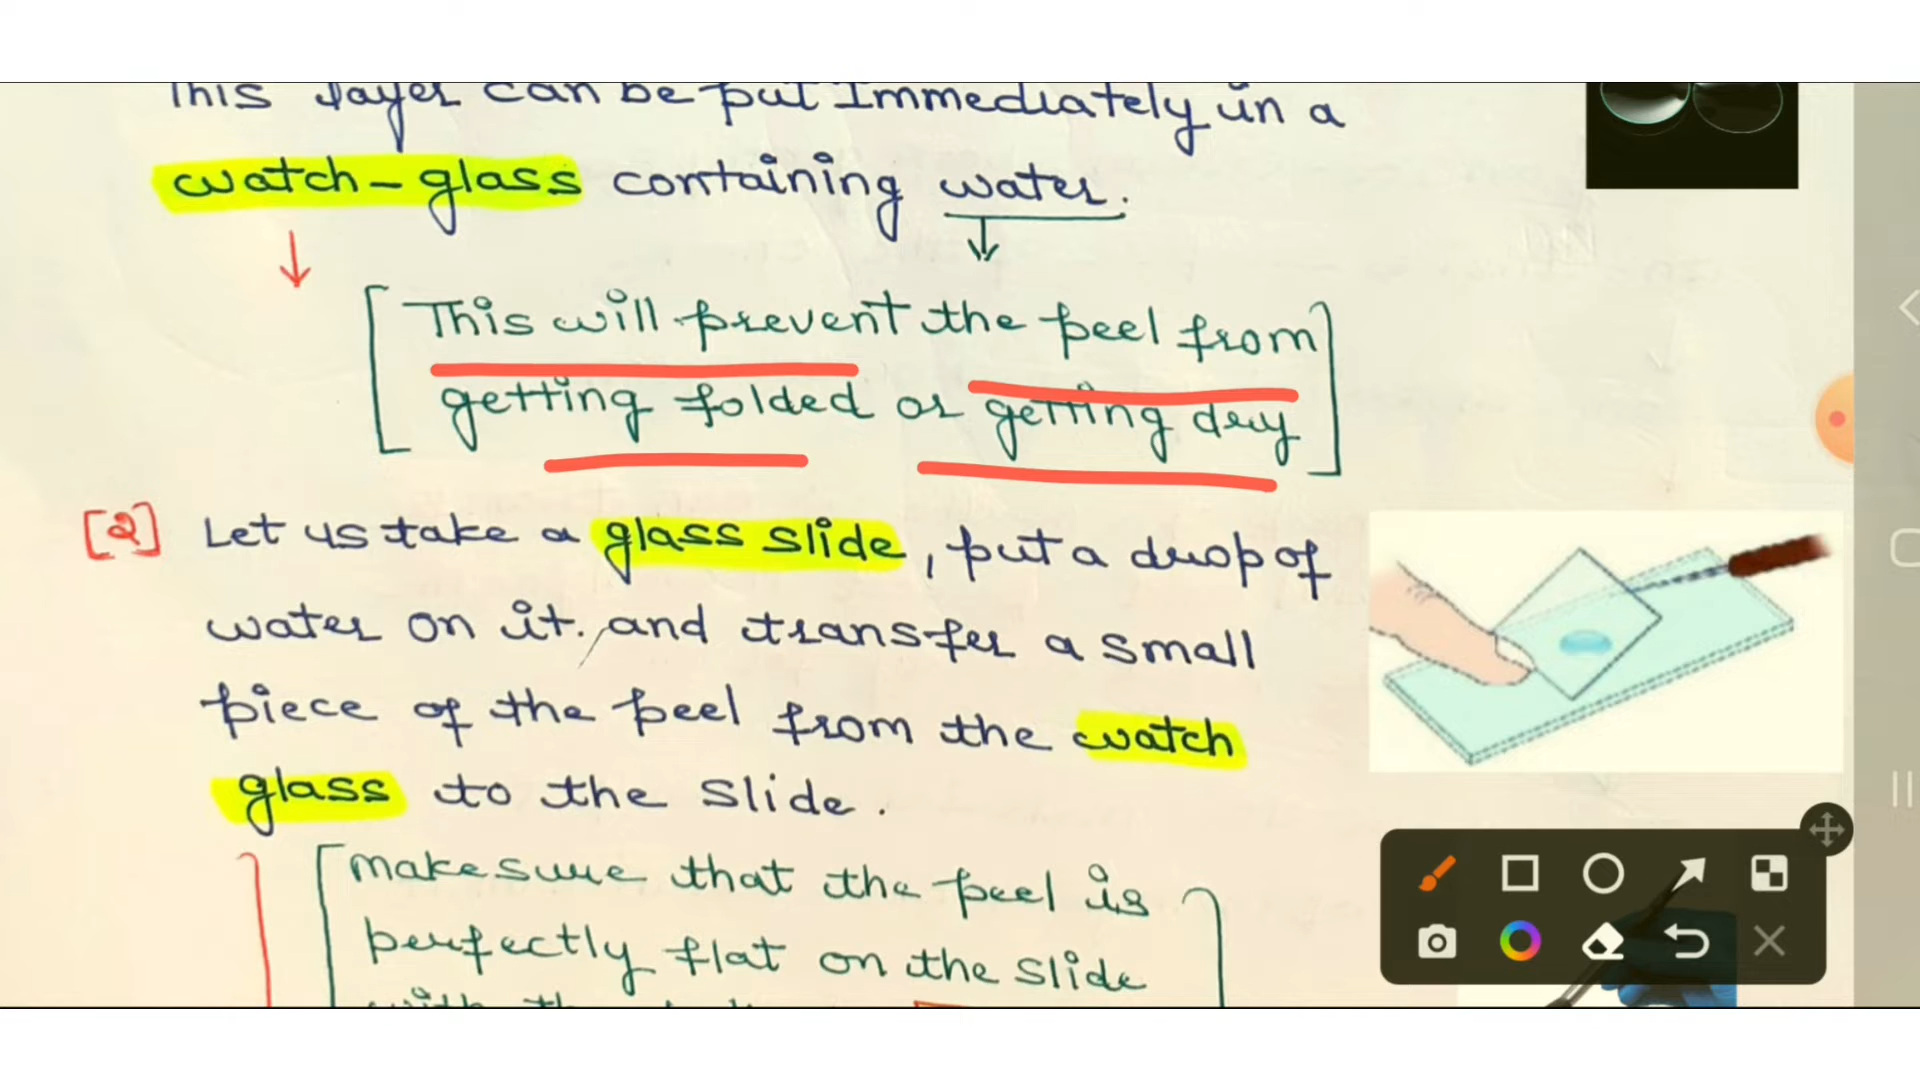 This layer can be put Immediately in a
watch-glass containing water.
[This will prevent the peel from
getting folded or getting dry]
[2] Let us take a glass slide, put a drop of
water on it. and transfer a small
piece of the peel from the watch
glass to the slide.
[make sure that the peel is
perfectly flat on the slide